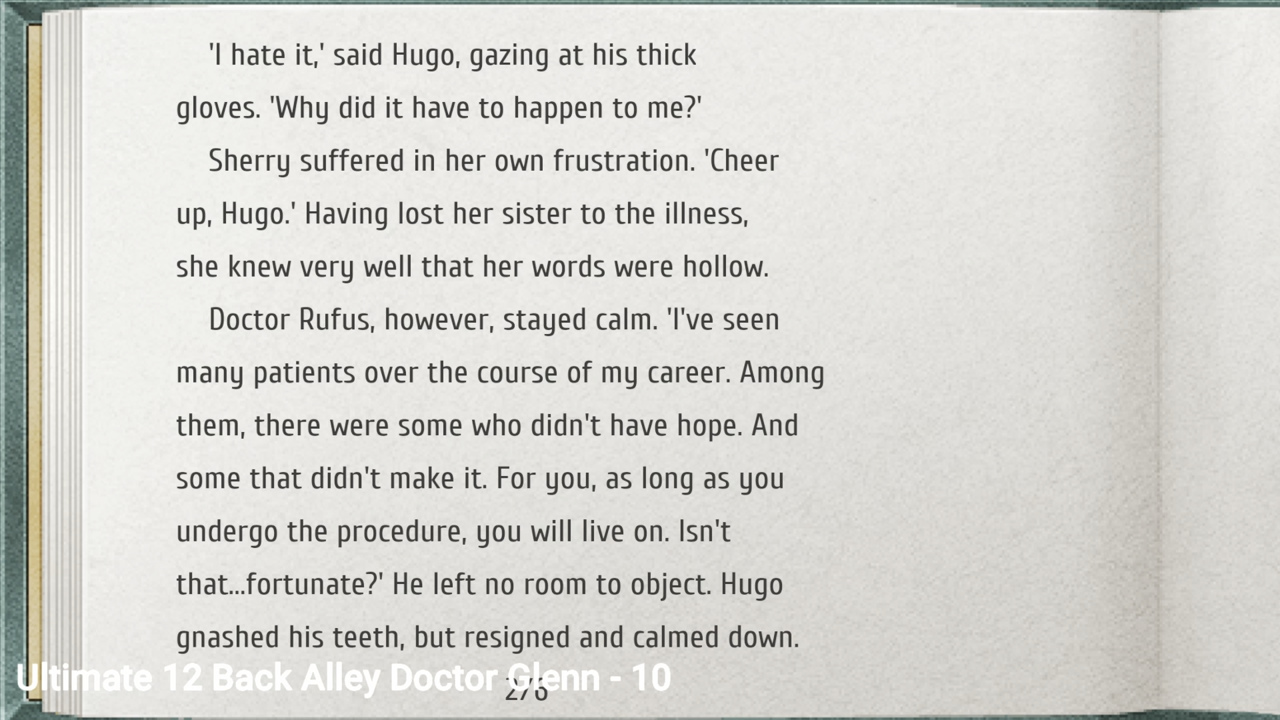 'I hate it,' said Hugo, gazing at his thick
gloves. 'Why did it have to happen to me?'
Sherry suffered in her own frustration. 'Cheer
up, Hugo.' Having lost her sister to the illness,
she knew very well that her words were hollow.
Doctor Rufus, however, stayed calm. 'I've seen
many patients over the course of my career. Among
them, there were some who didn't have hope. And
some that didn't make it. For you, as long as you
undergo the procedure, you will live on. Isn't
that...fortunate?' He left no room to object. Hugo
gnashed his teeth, but resigned and calmed down.
Ultimate 12 Back Alley Doctor Glenn - 10